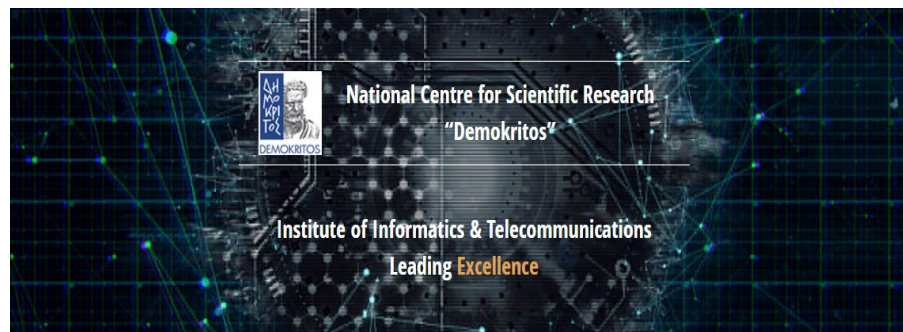 ΔΗ
ΜΟ
ΚΡΙ
ΤΟΣ
DEMOKRITOS
National Centre for Scientific Research
“Demokritos”
Institute of Informatics & Telecommunications
Leading Excellence